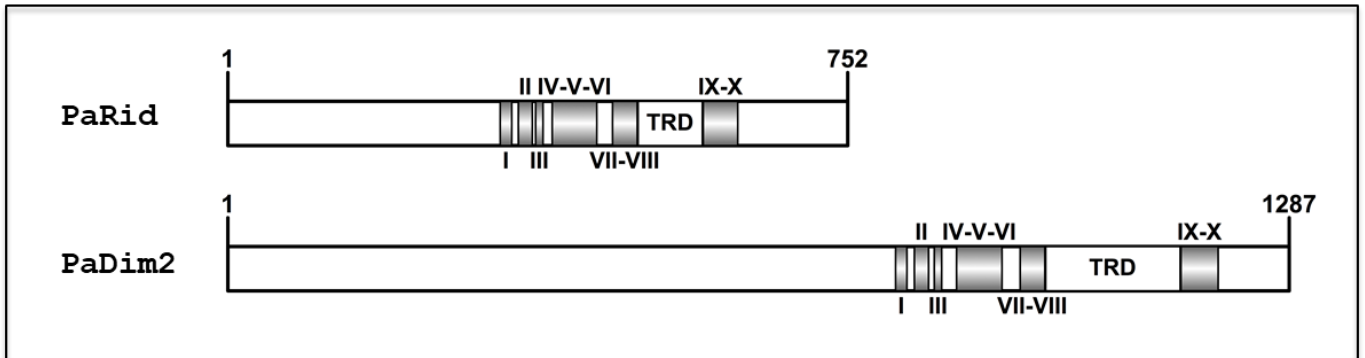 1 752
II IV-V-VI IX-X
PaRid TRD
I III VII-VIII
1 1287
II IV-V-VI IX-X
PaDim2 TRD
I III VII-VIII